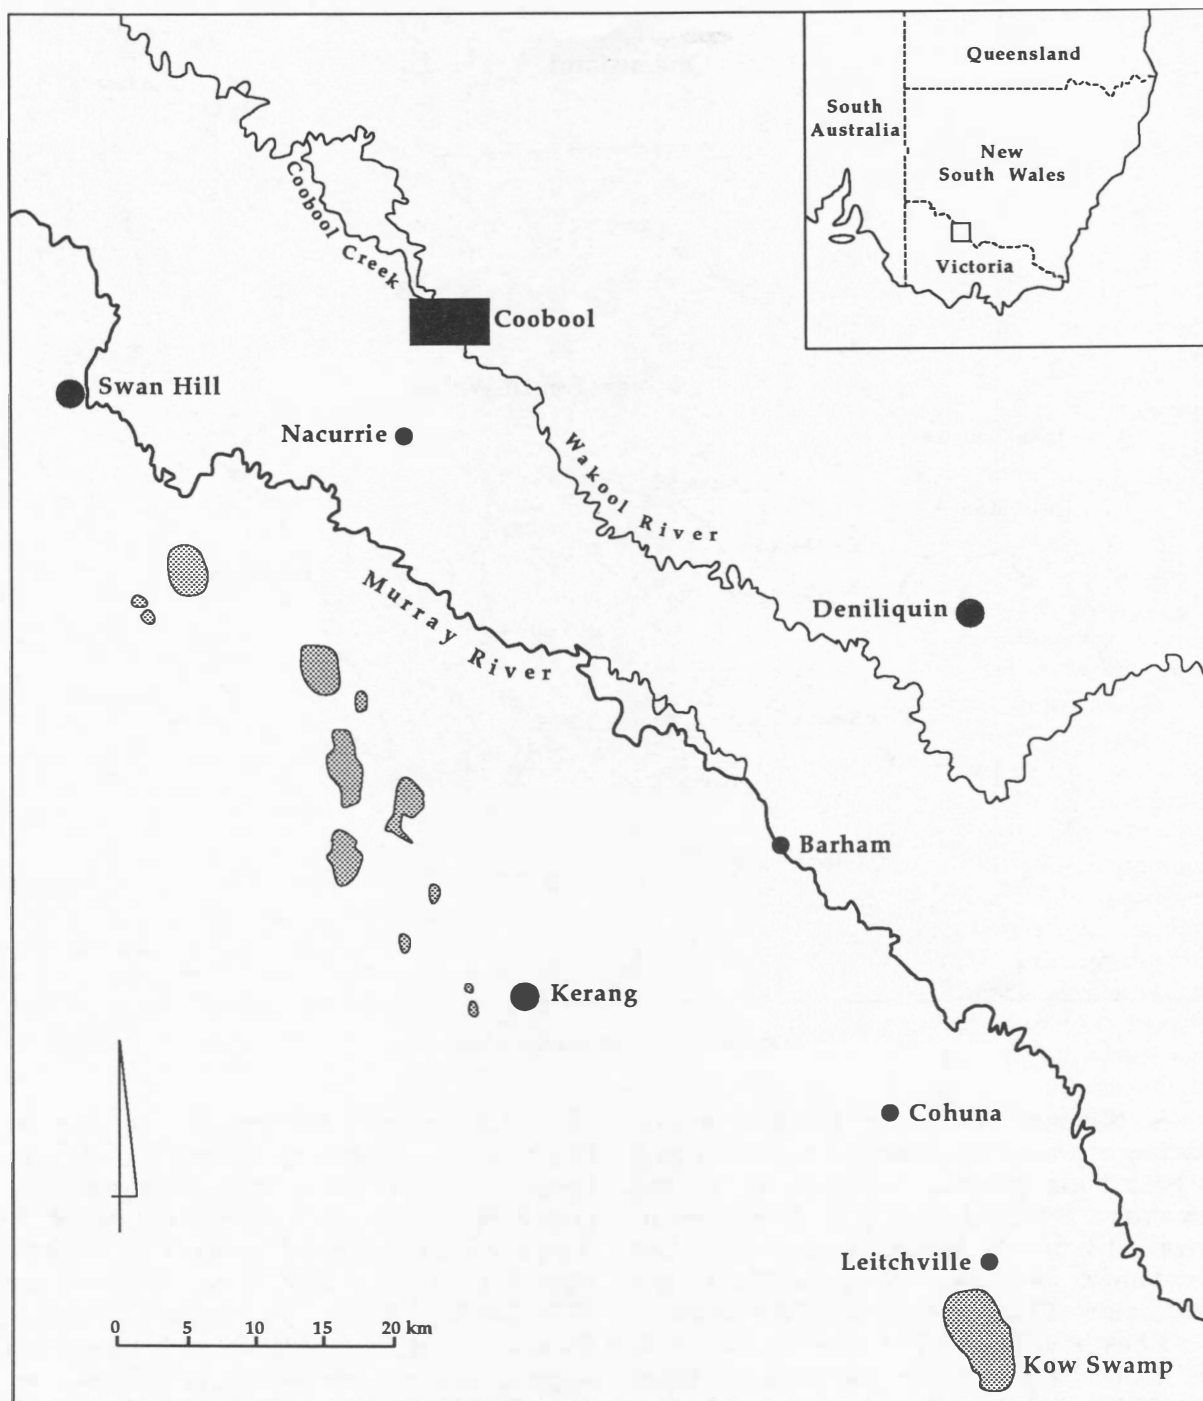 Queensland
South
Australia
New
South Wales
Victoria
Coobool Creek
Coobool
Swan Hill
Nacurrie
Wakool River
Murray River
Deniliquin
Barham
Kerang
Cohuna
Leitchville
Kow Swamp
0 5 10 15 20 km